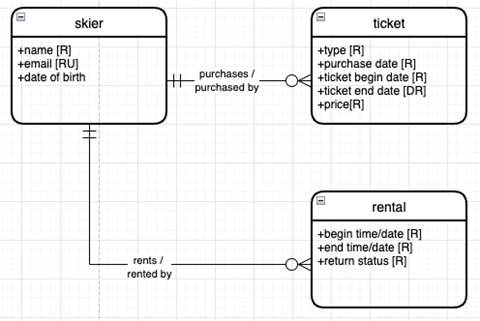 skier
+name [R]
+email [RU]
+date of birth
purchases /
purchased by
ticket
+type [R]
+purchase date [R]
+ticket begin date [R]
+ticket end date [DR]
+price[R]
rents /
rented by
rental
+begin time/date [R]
+end time/date [R]
+return status [R]